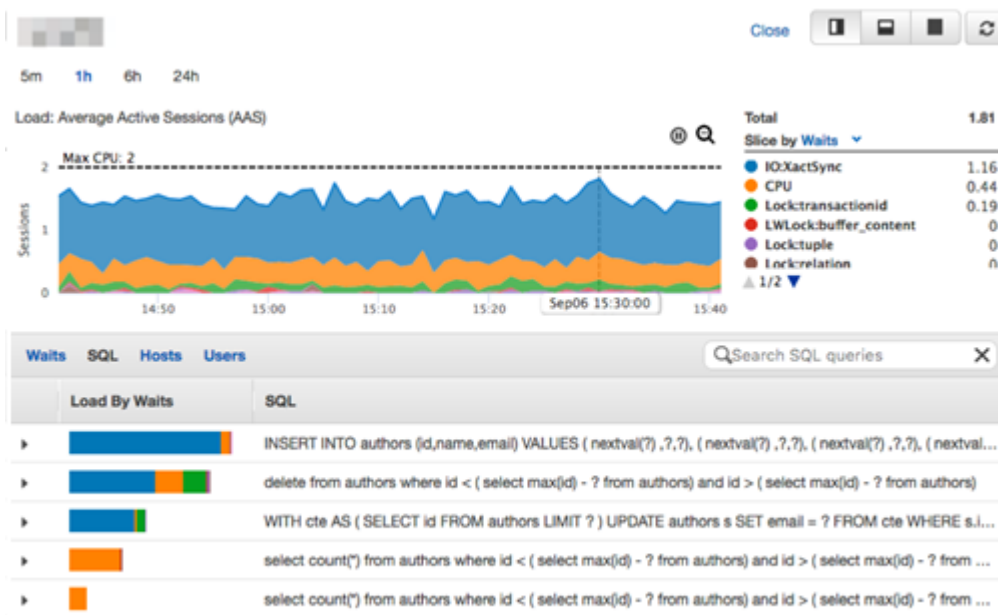 Close
5m 1h 6h 24h
Load: Average Active Sessions (AAS)
Total 1.81
Slice by Waits
Max CPU: 2
2
1
0
Sessions
IO:XactSync 1.16
CPU 0.44
Lock:transactionid 0.19
LWLock:buffer_content 0
Lock:tuple 0
Lock:relation 0
1/2
14:50 15:00 15:10 15:20 Sep06 15:30:00 15:40
Waits SQL Hosts Users
Search SQL queries
Load By Waits SQL
INSERT INTO authors (id,name,email) VALUES ( nextval(?) ,?,?), ( nextval(?) ,?,?), ( nextval(?) ,?,?), ( nextval...
delete from authors where id < ( select max(id) - ? from authors) and id > ( select max(id) - ? from authors)
WITH cte AS ( SELECT id FROM authors LIMIT ? ) UPDATE authors s SET email = ? FROM cte WHERE s.i...
select count(*) from authors where id < ( select max(id) - ? from authors) and id > ( select max(id) - ? from ...
select count(*) from authors where id < ( select max(id) - ? from authors) and id > ( select max(id) - ? from ...